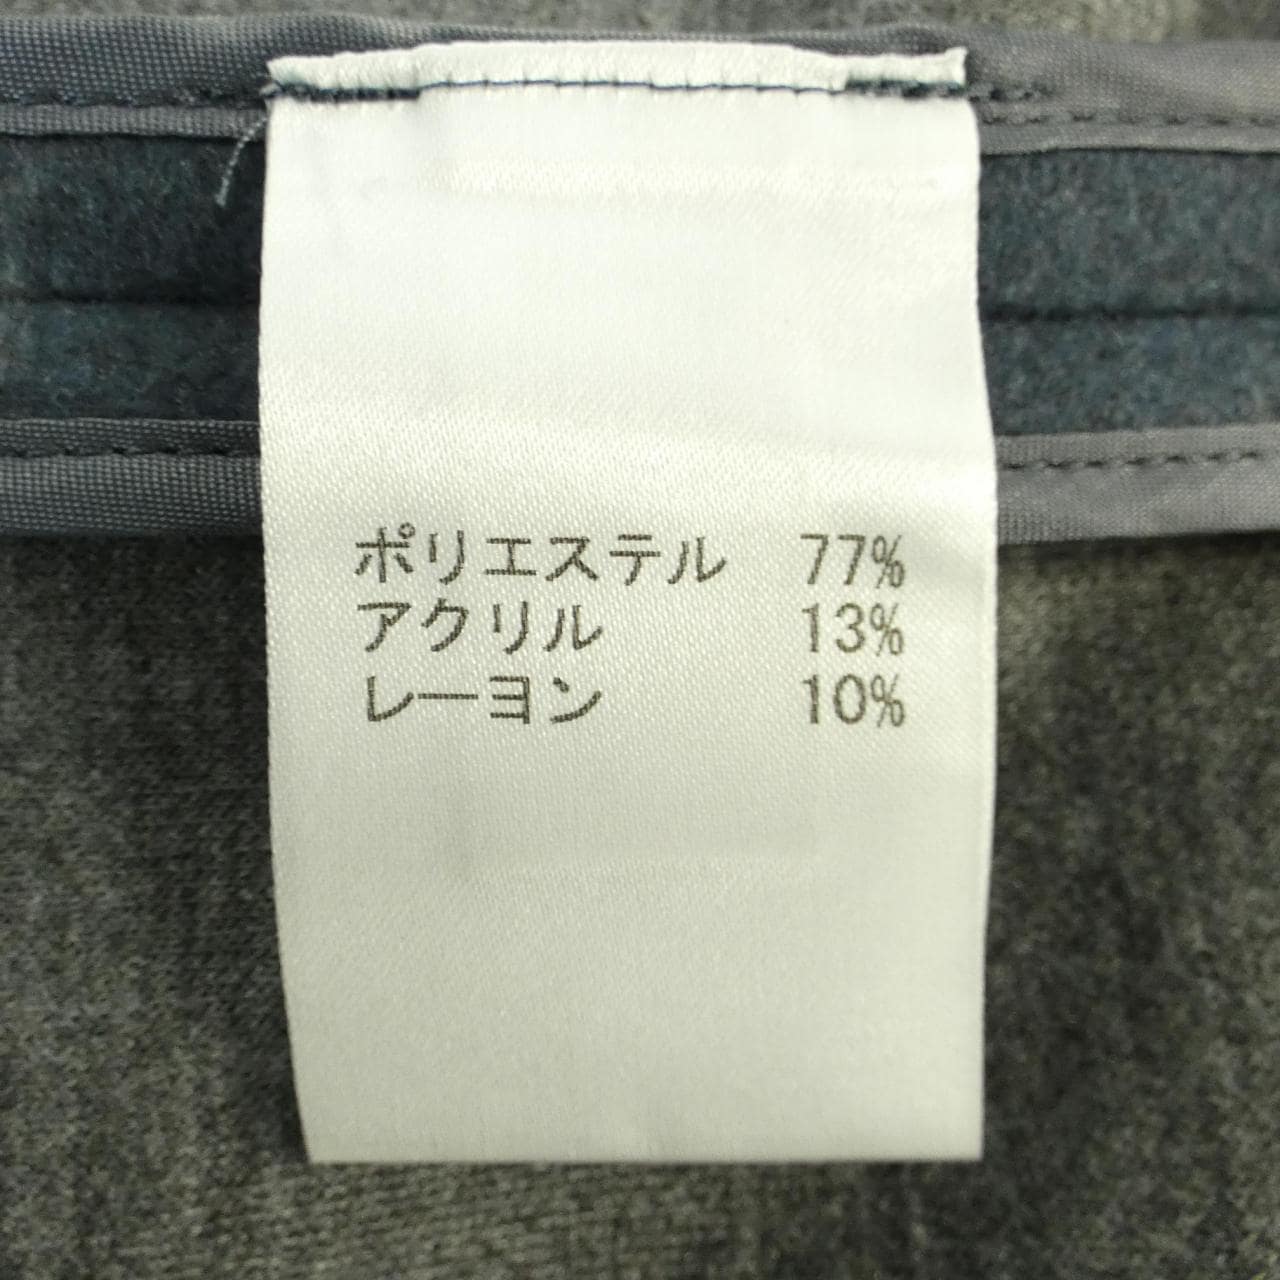 ポリエステル 77%
アクリル 13%
レーヨン 10%